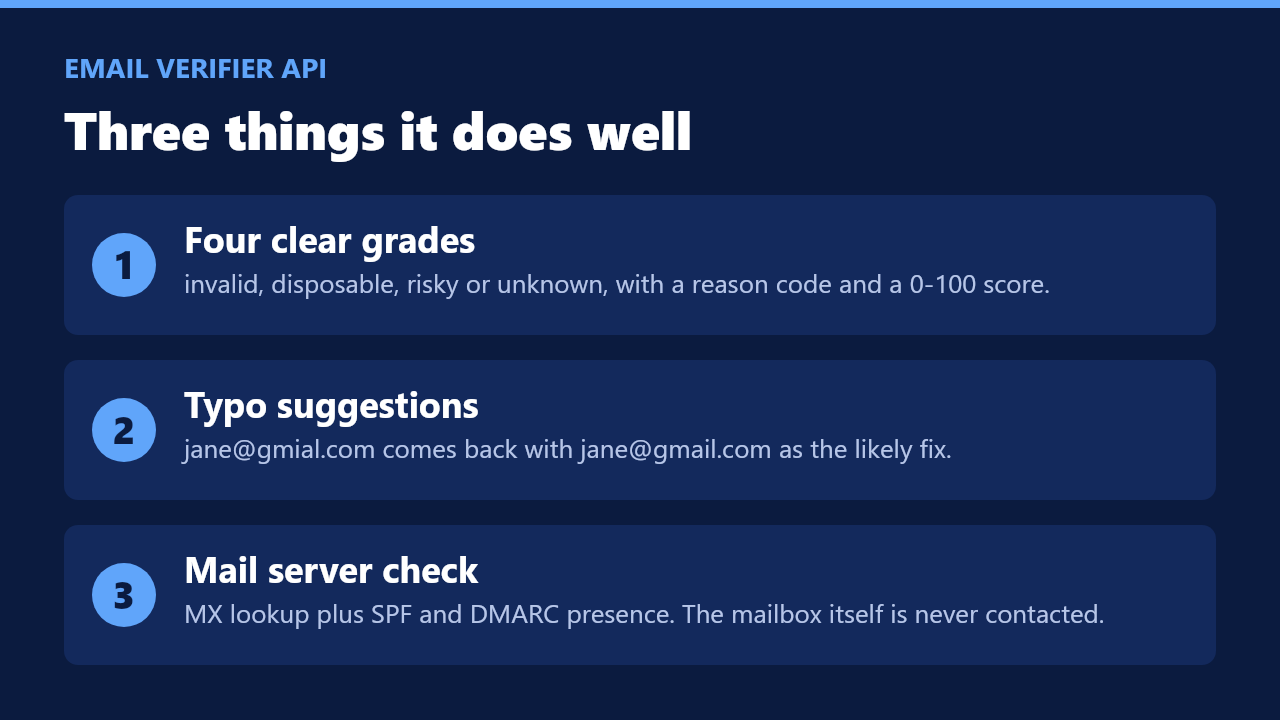 EMAIL VERIFIER API
Three things it does well
1
Four clear grades
invalid, disposable, risky or unknown, with a reason code and a 0-100 score.
2
Typo suggestions
jane@gmial.com comes back with jane@gmail.com as the likely fix.
3
Mail server check
MX lookup plus SPF and DMARC presence. The mailbox itself is never contacted.